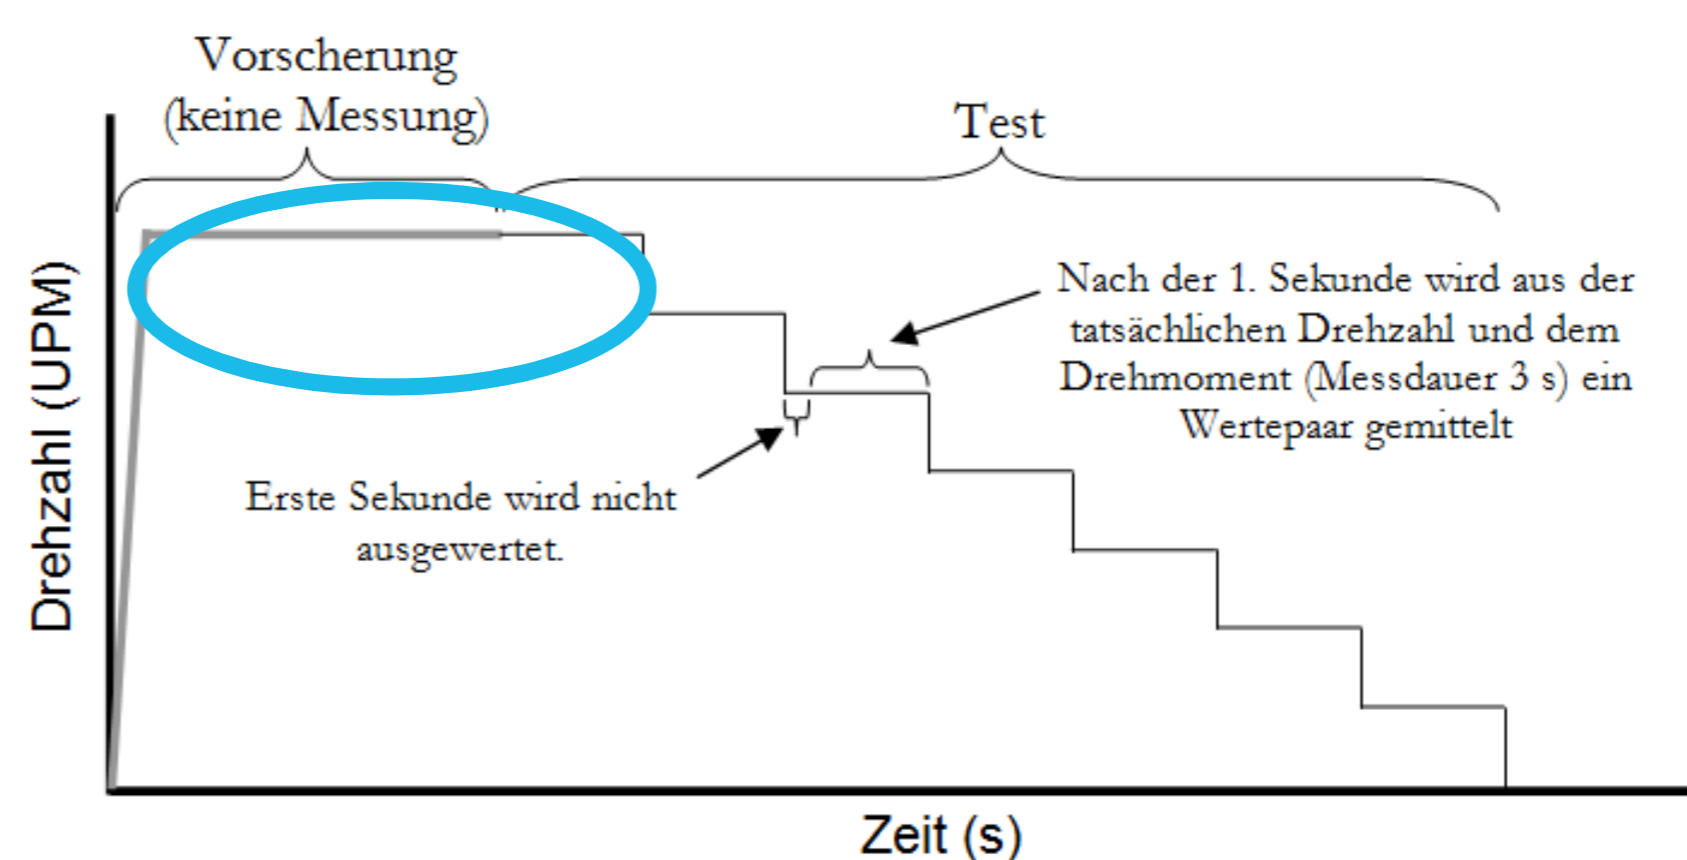 Vorscherung
(keine Messung)
Test
Nach der 1. Sekunde wird aus der
tatsächlichen Drehzahl und dem
Drehmoment (Messdauer 3 s) ein
Wertepaar gemittelt
Erste Sekunde wird nicht
ausgewertet.
Drehzahl (UPM)
Zeit (s)